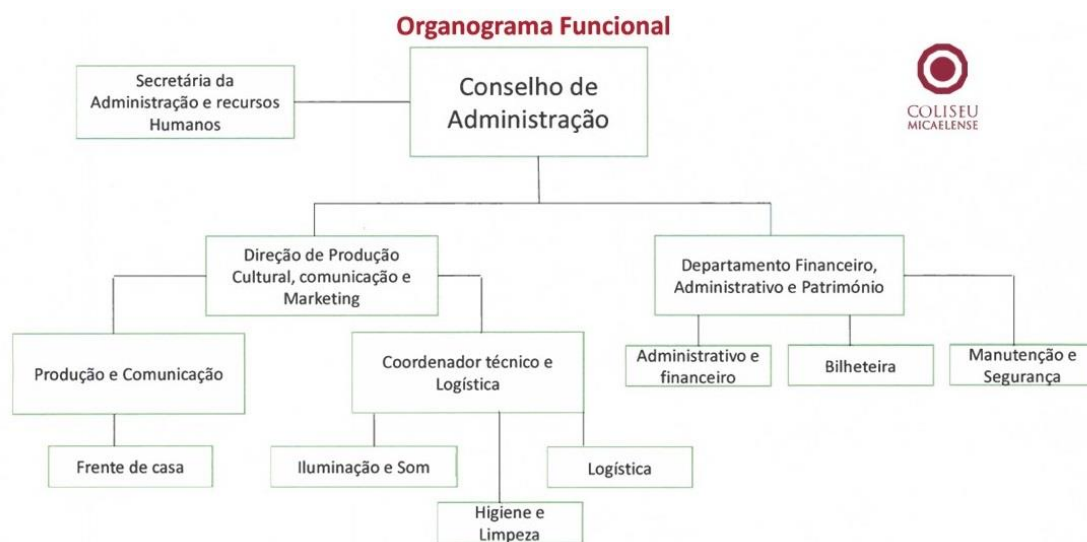 Organograma Funcional
Secretária da
Administração e recursos
Humanos
Conselho de
Administração
COLISEU
MICAELENSE
Direção de Produção
Cultural, comunicação e
Marketing
Departamento Financeiro,
Administrativo e Património
Produção e Comunicação
Coordenador técnico e
Logística
Administrativo e
financeiro
Bilheteira
Manutenção e
Segurança
Frente de casa
Iluminação e Som
Logística
Higiene e
Limpeza